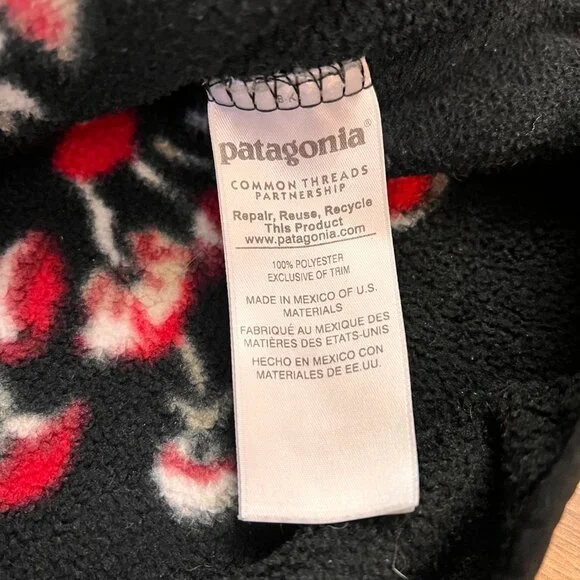 patagonia®
COMMON THREADS
PARTNERSHIP
Repair, Reuse, Recycle
This Product
www.patagonia.com
100% POLYESTER
EXCLUSIVE OF TRIM
MADE IN MEXICO OF U.S.
MATERIALS
FABRIQUÉ AU MEXIQUE DES
MATIÈRES DES ETATS-UNIS
HECHO EN MEXICO CON
MATERIALES DE EE.UU.